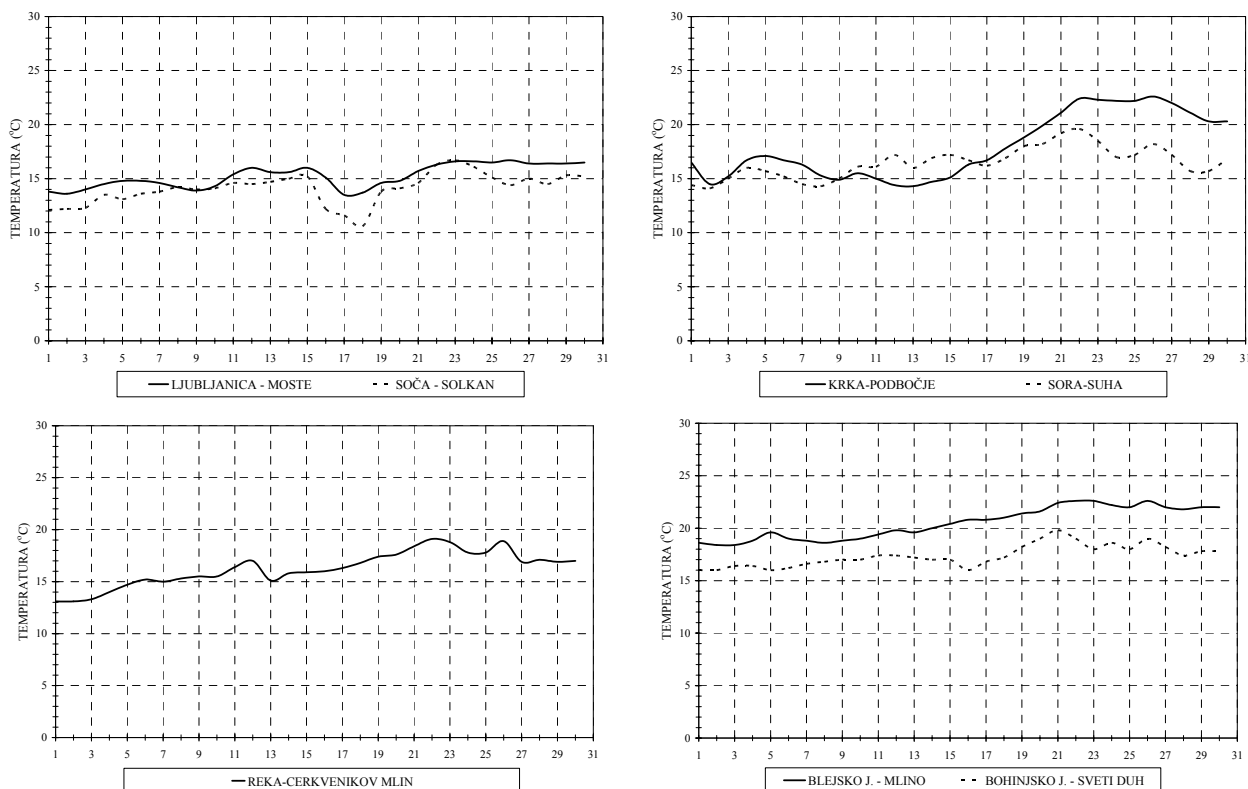 30
25
20
15
10
5
0
TEMPERATURA (°C)
1 3 5 7 9 11 13 15 17 19 21 23 25 27 29 31
LJUBLJANICA - MOSTE SOČA - SOLKAN
30
25
20
15
10
5
0
TEMPERATURA (°C)
1 3 5 7 9 11 13 15 17 19 21 23 25 27 29 31
KRKA-PODBOČJE SORA-SUHA
30
25
20
15
10
5
0
TEMPERATURA (°C)
1 3 5 7 9 11 13 15 17 19 21 23 25 27 29 31
REKA-CERKVENIKOV MLIN
30
25
20
15
10
5
0
TEMPERATURA (°C)
1 3 5 7 9 11 13 15 17 19 21 23 25 27 29 31
BLEJSKO J. - MLINO BOHINJSKO J. - SVETI DUH